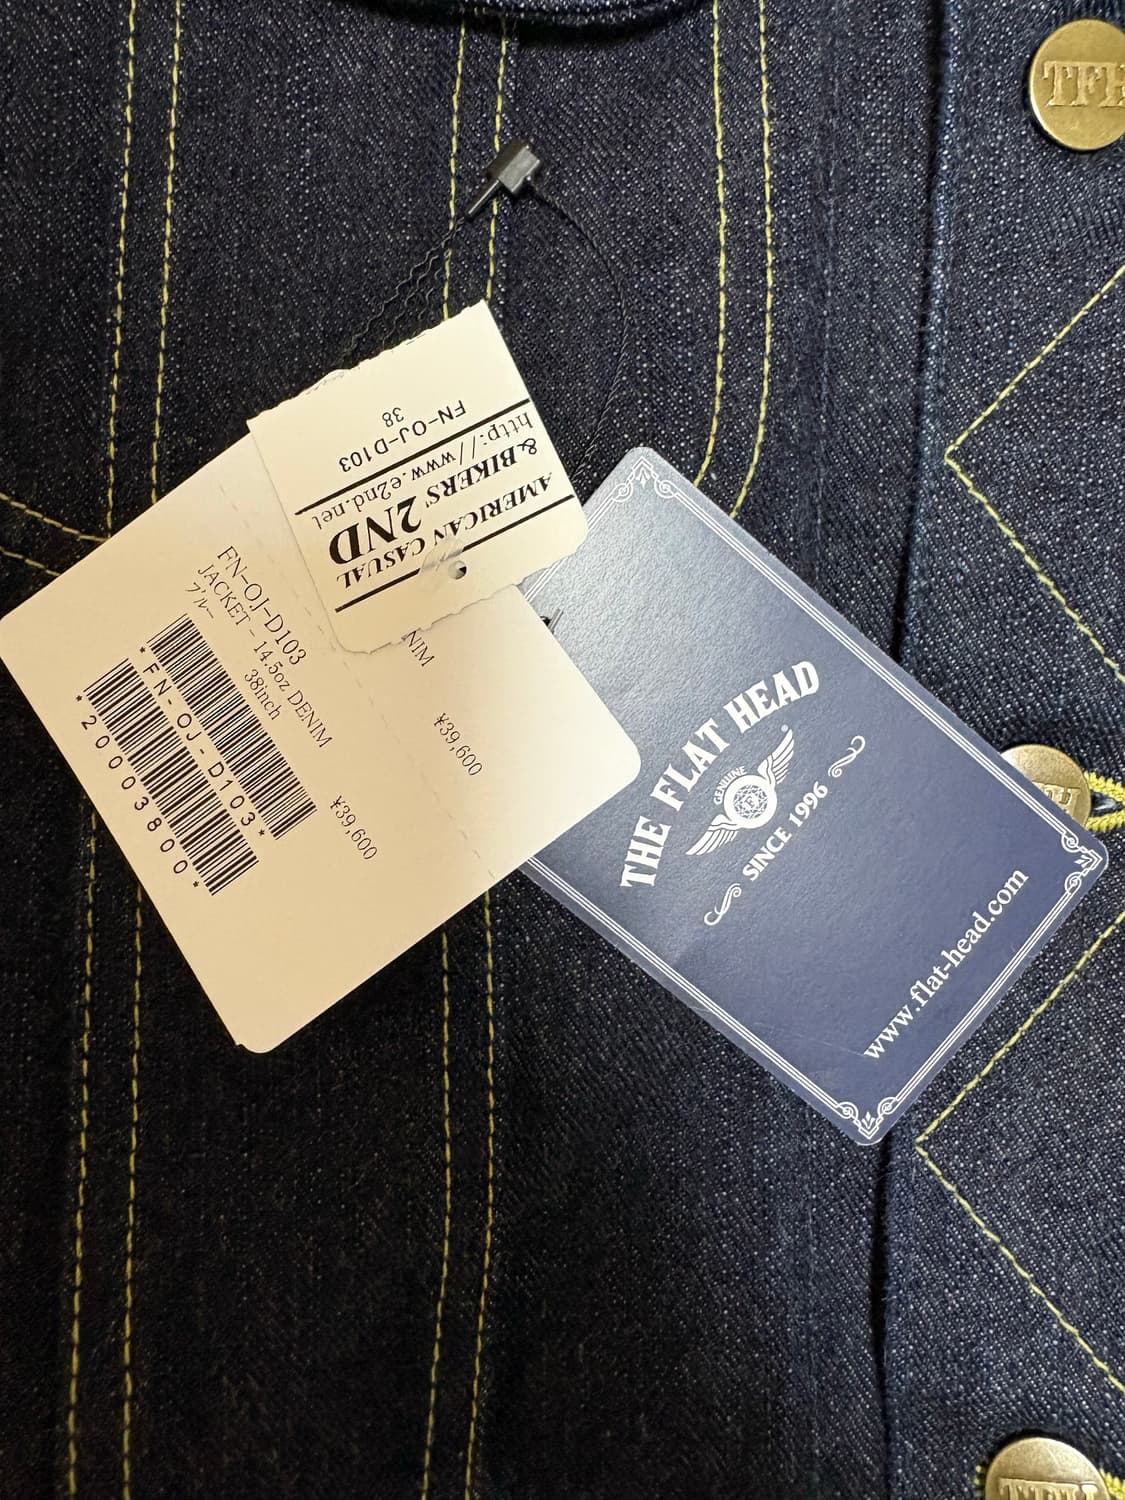 TFH
AMERICAN CASUAL
& BIKERS' 2ND
http://www.e2nd.net
FN-OJ-D103
38
FN-OJ-D103
JACKET - 14.5oz DENIM
ブルー
38inch
*FN-OJ-D103*
*20003800*
¥39,600
NIM
¥39,600
THE FLAT HEAD
GENUINE
F
SINCE 1996
www.flat-head.com
TFH